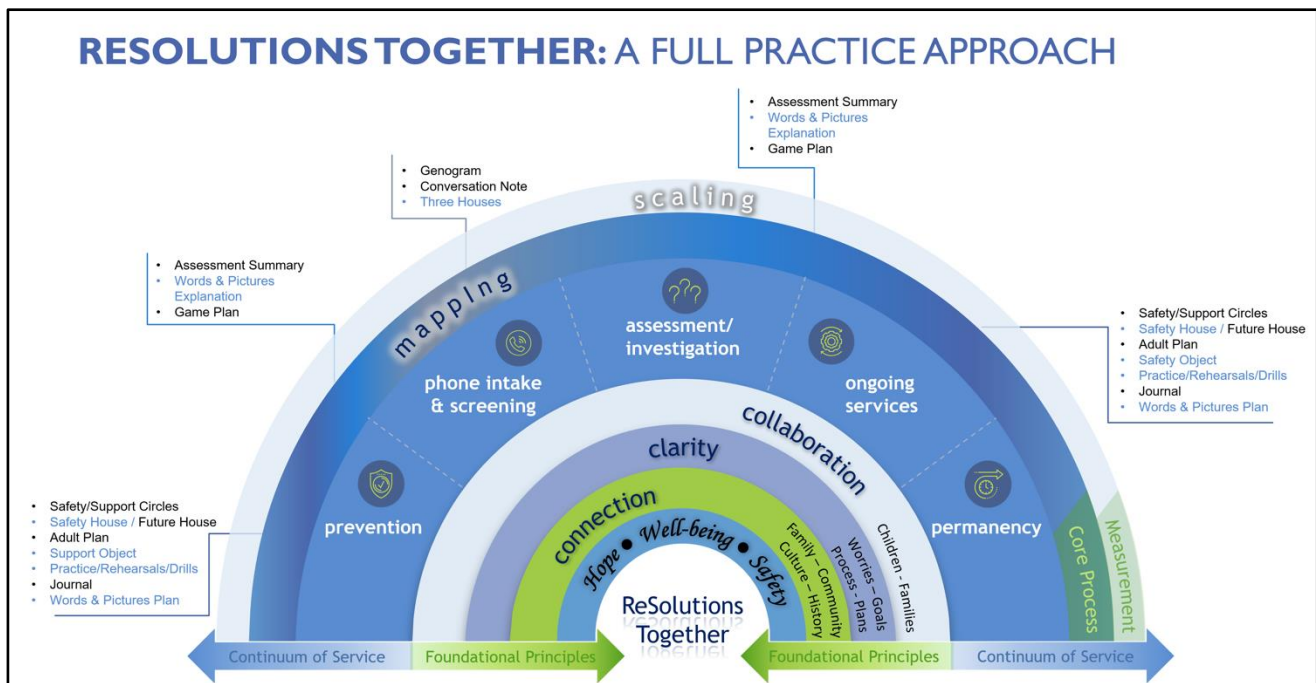 RESOLUTIONS TOGETHER: A FULL PRACTICE APPROACH
• Assessment Summary
• Words & Pictures
Explanation
• Game Plan
• Genogram
• Conversation Note
• Three Houses
• Assessment Summary
• Words & Pictures
Explanation
• Game Plan
• Safety/Support Circles
• Safety House / Future House
• Adult Plan
• Support Object
• Practice/Rehearsals/Drills
• Journal
• Words & Pictures Plan
• Safety/Support Circles
• Safety House / Future House
• Adult Plan
• Safety Object
• Practice/Rehearsals/Drills
• Journal
• Words & Pictures Plan
scaling
mappIng
prevention
phone intake
& screening
assessment/
investigation
ongoing
services
permanency
collaboration
clarity
connection
Hope • Well-being • Safety
Family – Community
Culture – History
Worries – Goals
Process - Plans
Children - Families
Core Process
Measurement
ReSolutions
Together
Continuum of Service
Foundational Principles
Foundational Principles
Continuum of Service